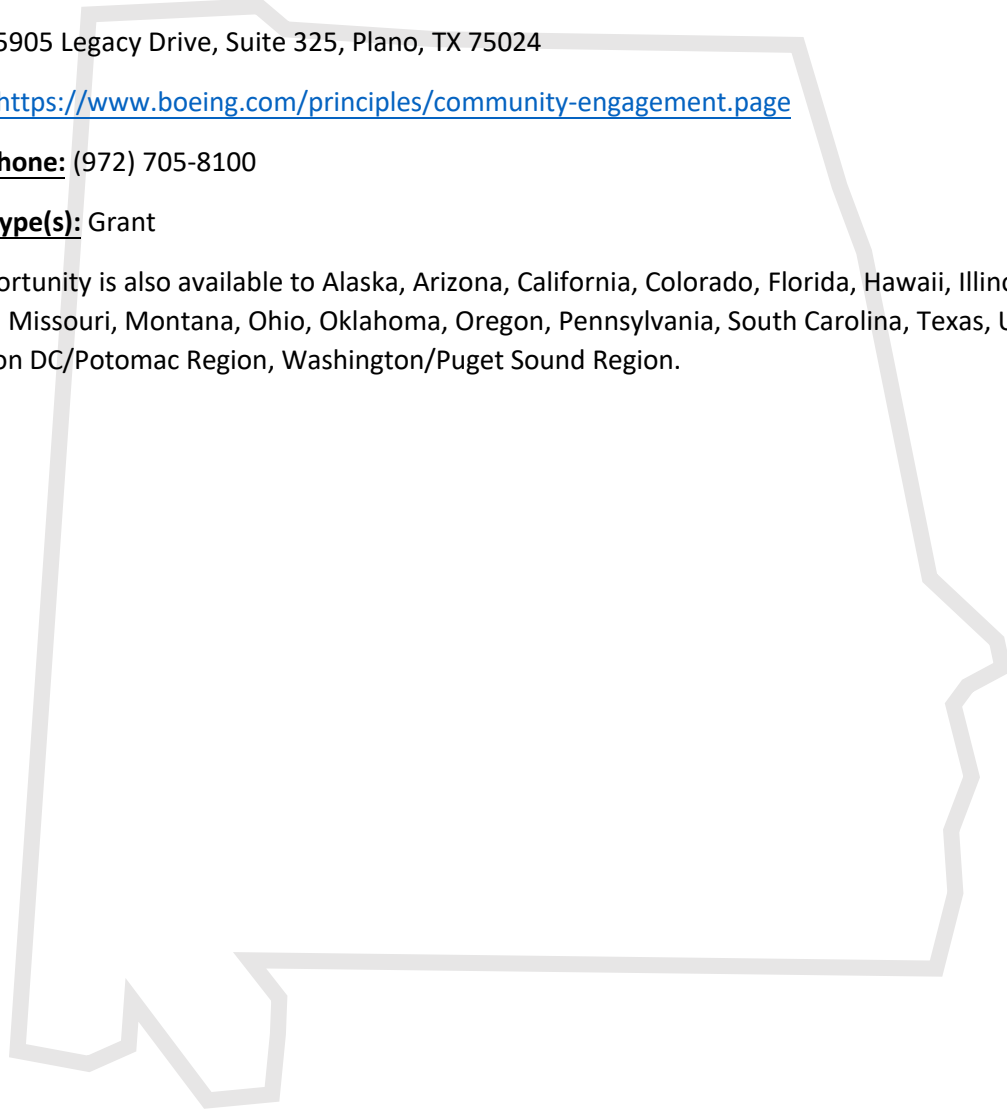 5905 Legacy Drive, Suite 325, Plano, TX 75024
https://www.boeing.com/principles/community-engagement.page
hone: (972) 705-8100
ype(s): Grant
ortunity is also available to Alaska, Arizona, California, Colorado, Florida, Hawaii, Illino
, Missouri, Montana, Ohio, Oklahoma, Oregon, Pennsylvania, South Carolina, Texas, U
on DC/Potomac Region, Washington/Puget Sound Region.